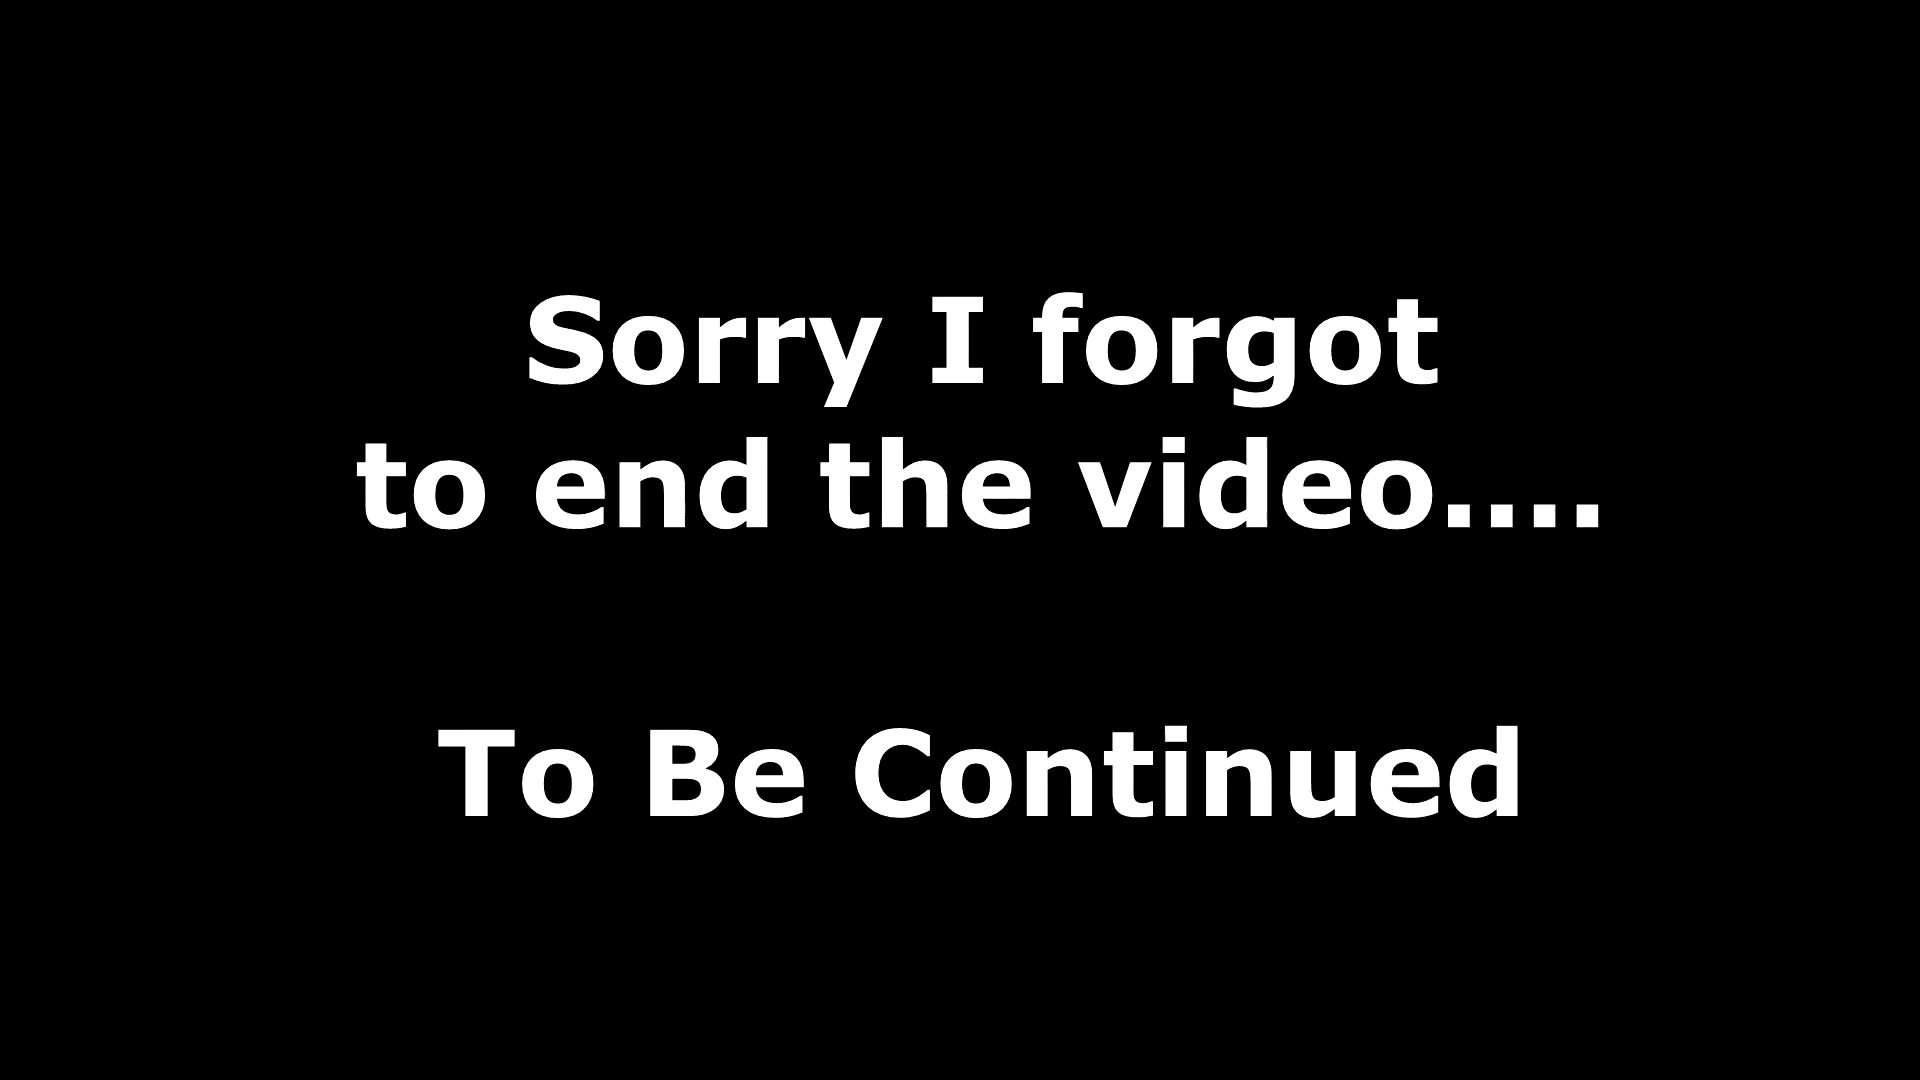 Sorry I forgot
to end the video....
To Be Continued